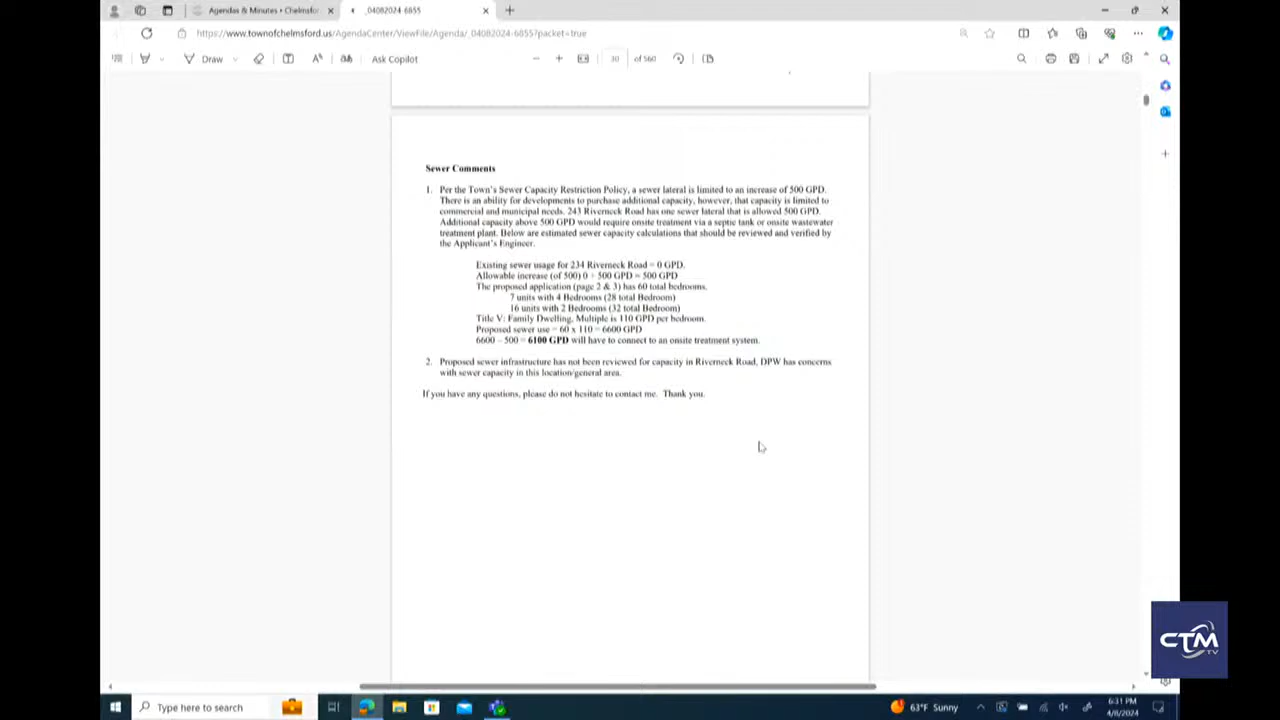 Agendas & Minutes • Chelmsfor
_04082024-6855
https://www.townofchelmsford.us/AgendaCenter/ViewFile/Agenda/_04082024-6855?packet=true
Draw
Ask Copilot
30 of 560
Sewer Comments
1. Per the Town's Sewer Capacity Restriction Policy, a sewer lateral is limited to an increase of 500 GPD.
There is an ability for developments to purchase additional capacity, however, that capacity is limited to
commercial and municipal needs. 243 Riverneck Road has one sewer lateral that is allowed 500 GPD.
Additional capacity above 500 GPD would require onsite treatment via a septic tank or onsite wastewater
treatment plant. Below are estimated sewer capacity calculations that should be reviewed and verified by
the Applicant's Engineer.
Existing sewer usage for 234 Riverneck Road = 0 GPD.
Allowable increase (of 500) 0 + 500 GPD = 500 GPD
The proposed application (page 2 & 3) has 60 total bedrooms.
7 units with 4 Bedrooms (28 total Bedroom)
16 units with 2 Bedrooms (32 total Bedroom)
Title V: Family Dwelling, Multiple is 110 GPD per bedroom.
Proposed sewer use = 60 x 110 = 6600 GPD
6600 – 500 = 6100 GPD will have to connect to an onsite treatment system.
2. Proposed sewer infrastructure has not been reviewed for capacity in Riverneck Road, DPW has concerns
with sewer capacity in this location/general area.
If you have any questions, please do not hesitate to contact me. Thank you.
CTM
TV
Type here to search
63°F Sunny
6:31 PM
4/8/2024